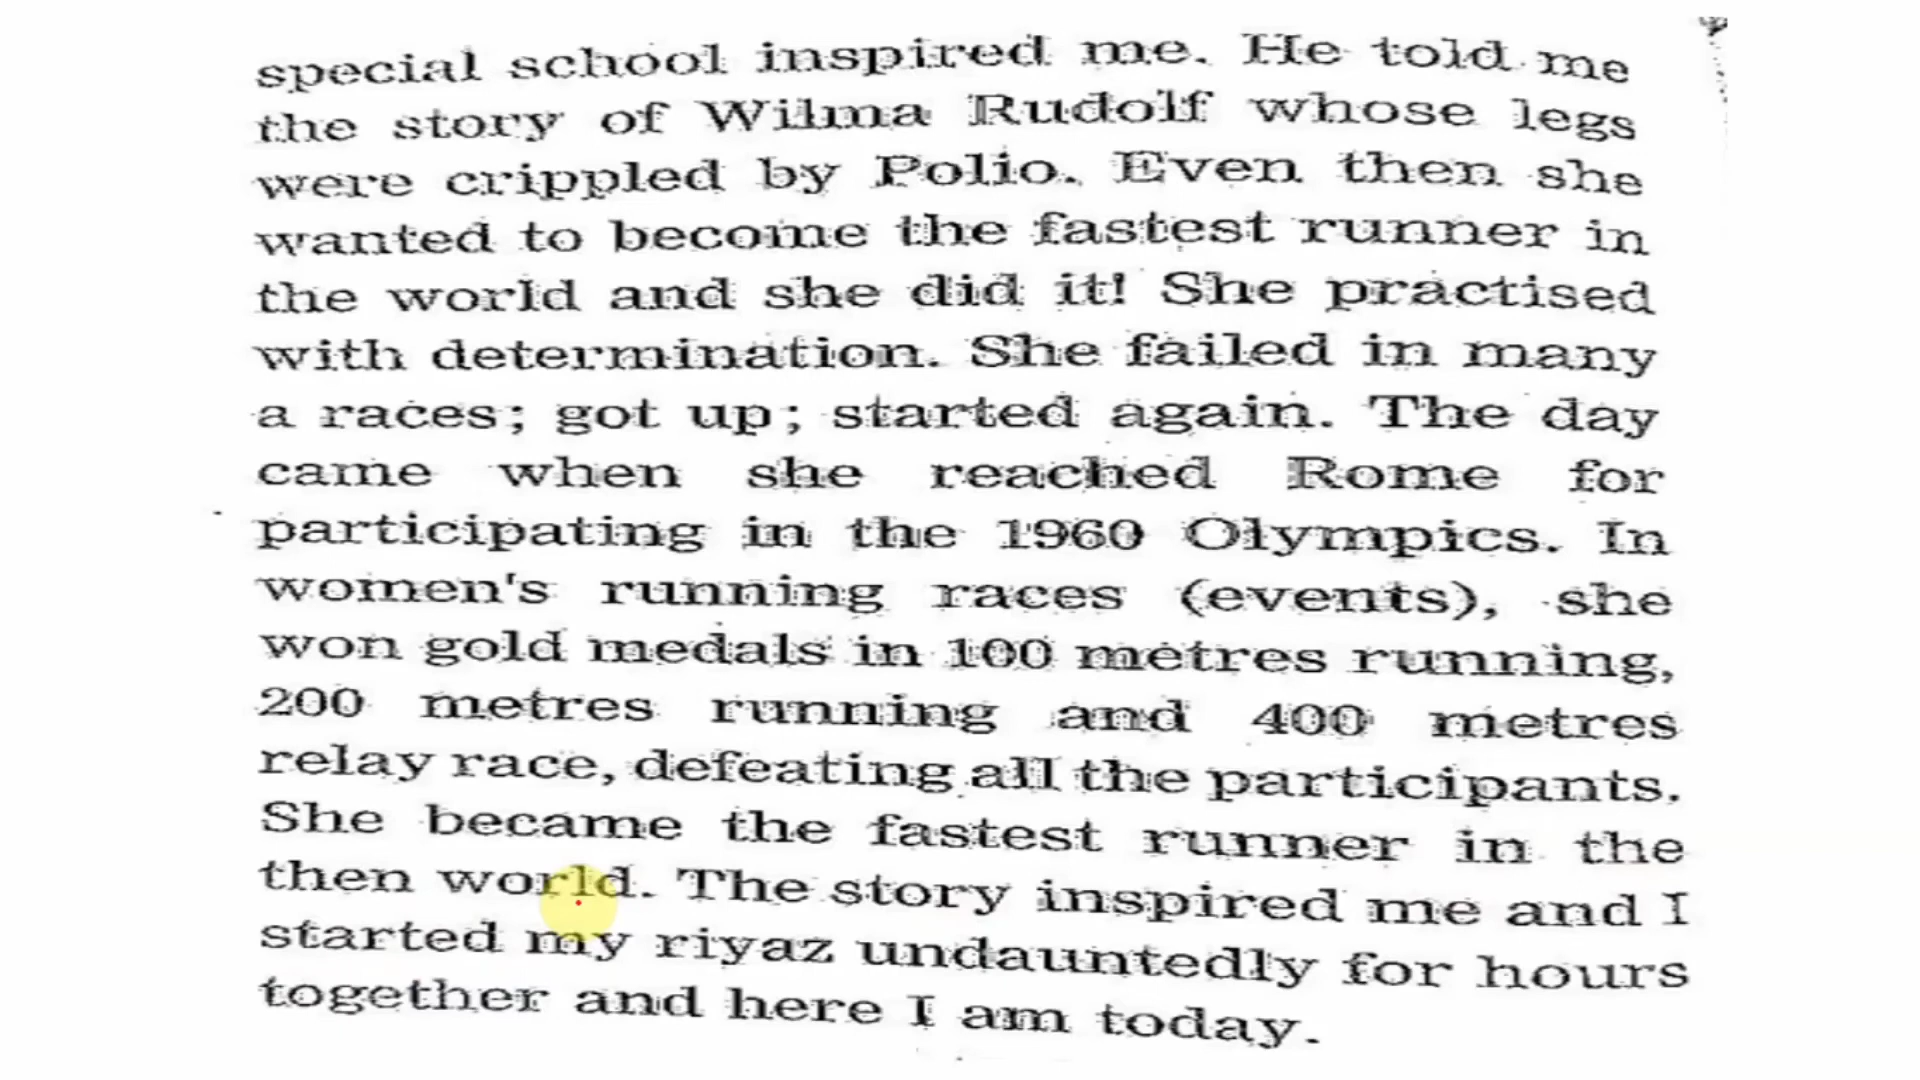 special school inspired me. He told me
the story of Wilma Rudolf whose legs
were crippled by Polio. Even then she
wanted to become the fastest runner in
the world and she did it! She practised
with determination. She failed in many
a races; got up; started again. The day
came when she reached Rome for
participating in the 1960 Olympics. In
women's running races (events), she
won gold medals in 100 metres running,
200 metres running and 400 metres
relay race, defeating all the participants.
She became the fastest runner in the
then world. The story inspired me and I
started my riyaz undauntedly for hours
together and here I am today.